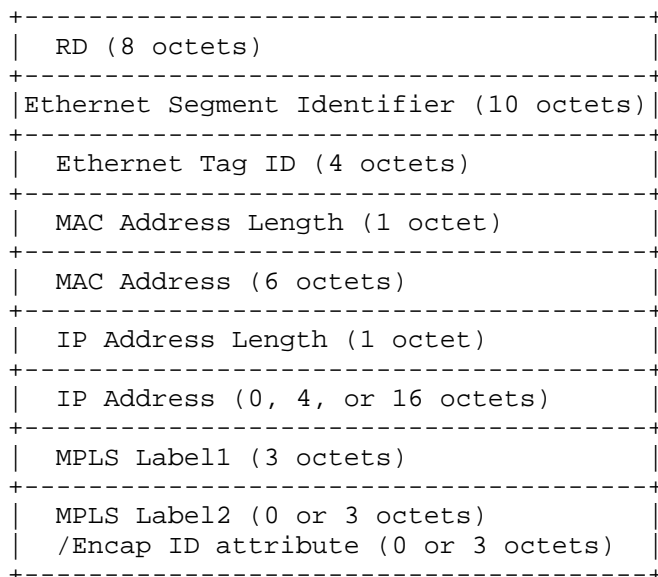 +---------------------------------------+
|  RD (8 octets)                        |
+---------------------------------------+
|Ethernet Segment Identifier (10 octets)|
+---------------------------------------+
|  Ethernet Tag ID (4 octets)           |
+---------------------------------------+
|  MAC Address Length (1 octet)         |
+---------------------------------------+
|  MAC Address (6 octets)               |
+---------------------------------------+
|  IP Address Length (1 octet)          |
+---------------------------------------+
|  IP Address (0, 4, or 16 octets)      |
+---------------------------------------+
|  MPLS Label1 (3 octets)               |
+---------------------------------------+
|  MPLS Label2 (0 or 3 octets)
|  /Encap ID attribute (0 or 3 octets)  |
+---------------------------------------+